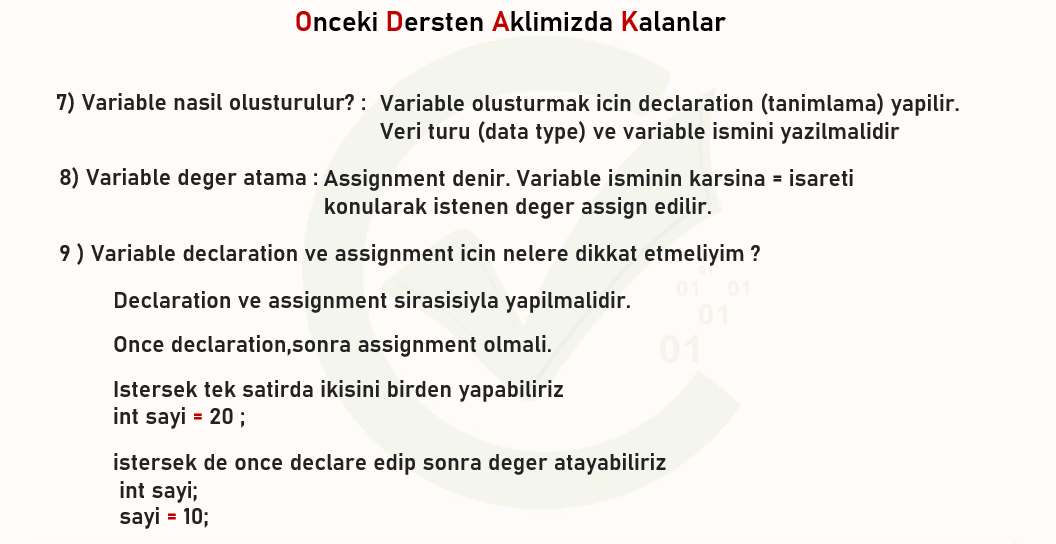 Onceki Dersten Aklimizda Kalanlar
7) Variable nasil olusturulur? : Variable olusturmak icin declaration (tanimlama) yapilir.
Veri turu (data type) ve variable ismini yazilmalidir
8) Variable deger atama : Assignment denir. Variable isminin karsina = isareti
konularak istenen deger assign edilir.
9 ) Variable declaration ve assignment icin nelere dikkat etmeliyim ?
Declaration ve assignment sirasisiyla yapilmalidir.
01 01
01
Once declaration,sonra assignment olmali.
01
Istersek tek satirda ikisini birden yapabiliriz
int sayi = 20 ;
istersek de once declare edip sonra deger atayabiliriz
int sayi;
sayi = 10;